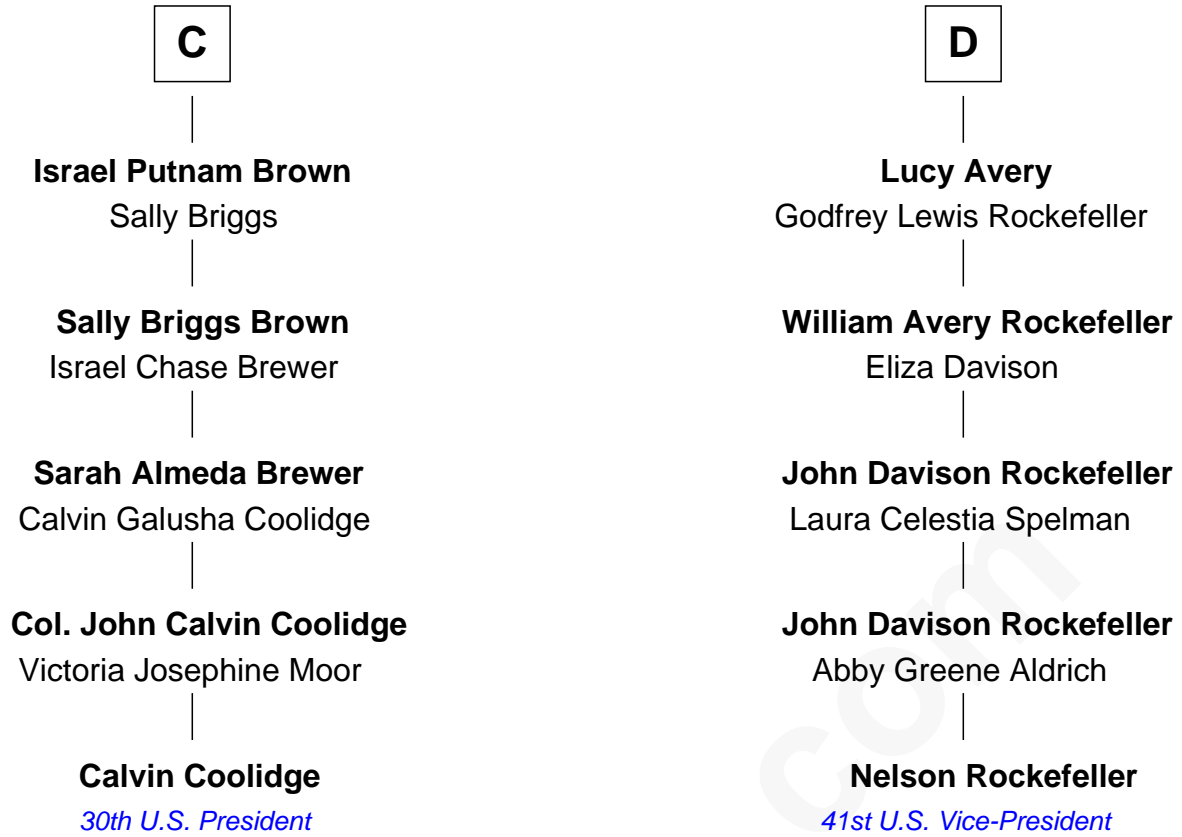 C
Israel Putnam Brown
Sally Briggs
Sally Briggs Brown
Israel Chase Brewer
Sarah Almeda Brewer
Calvin Galusha Coolidge
Col. John Calvin Coolidge
Victoria Josephine Moor
Calvin Coolidge
30th U.S. President
D
Lucy Avery
Godfrey Lewis Rockefeller
William Avery Rockefeller
Eliza Davison
John Davison Rockefeller
Laura Celestia Spelman
John Davison Rockefeller
Abby Greene Aldrich
Nelson Rockefeller
41st U.S. Vice-President
com